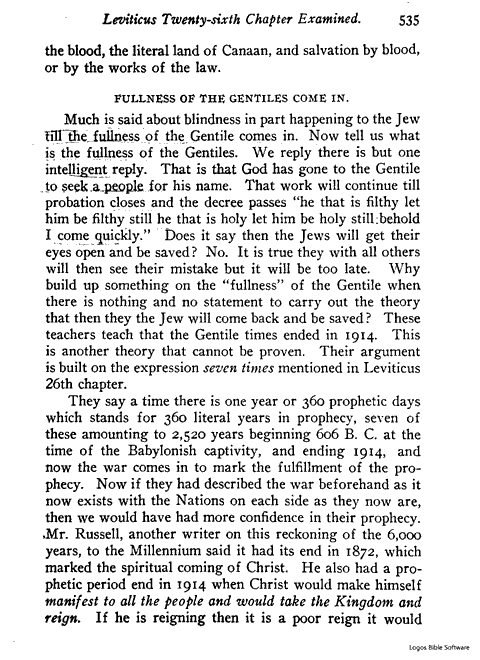 Leviticus Twenty-sixth Chapter Examined. 535
the blood, the literal land of Canaan, and salvation by blood,
or by the works of the law.
FULLNESS OF THE GENTILES COME IN.
Much is said about blindness in part happening to the Jew
till the fullness of the Gentile comes in. Now tell us what
is the fullness of the Gentiles. We reply there is but one
intelligent reply. That is that God has gone to the Gentile
to seek a people for his name. That work will continue till
probation closes and the decree passes "he that is filthy let
him be filthy still he that is holy let him be holy still: behold
I come quickly." Does it say then the Jews will get their
eyes open and be saved? No. It is true they with all others
will then see their mistake but it will be too late. Why
build up something on the "fullness" of the Gentile when
there is nothing and no statement to carry out the theory
that then they the Jew will come back and be saved? These
teachers teach that the Gentile times ended in 1914. This
is another theory that cannot be proven. Their argument
is built on the expression seven times mentioned in Leviticus
26th chapter.
They say a time there is one year or 360 prophetic days
which stands for 360 literal years in prophecy, seven of
these amounting to 2,520 years beginning 606 B. C. at the
time of the Babylonish captivity, and ending 1914, and
now the war comes in to mark the fulfillment of the pro-
phecy. Now if they had described the war beforehand as it
now exists with the Nations on each side as they now are,
then we would have had more confidence in their prophecy.
Mr. Russell, another writer on this reckoning of the 6,000
years, to the Millennium said it had its end in 1872, which
marked the spiritual coming of Christ. He also had a pro-
phetic period end in 1914 when Christ would make himself
manifest to all the people and would take the Kingdom and
reign. If he is reigning then it is a poor reign it would
Logos Bible Software